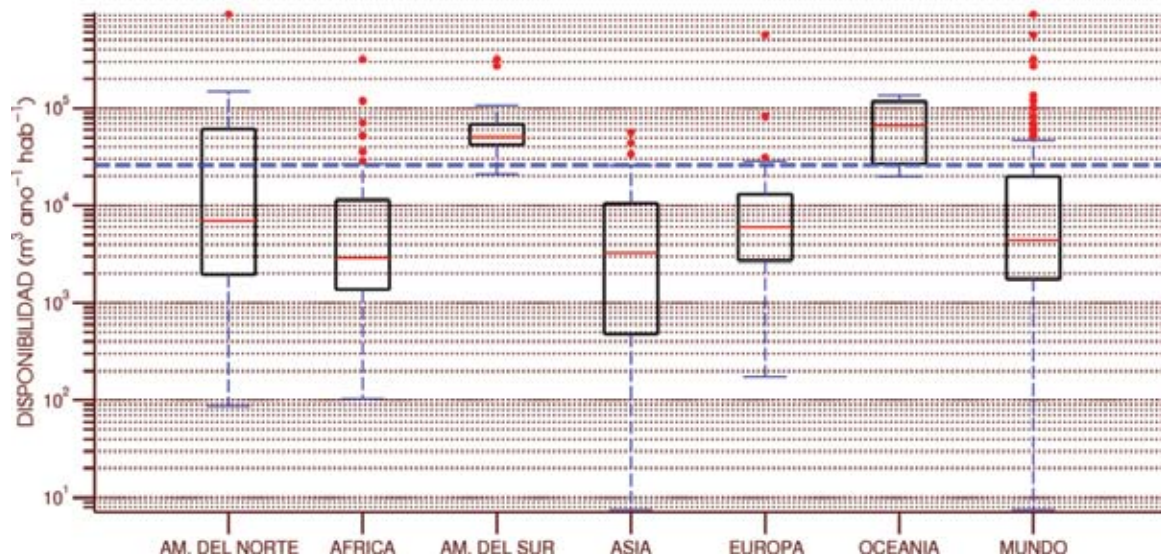 DISPONIBILIDAD (m³ ano⁻¹ hab⁻¹)
10⁵
10⁴
10³
10²
10¹
AM. DEL NORTE AFRICA AM. DEL SUR ASIA EUROPA OCEANIA MUNDO